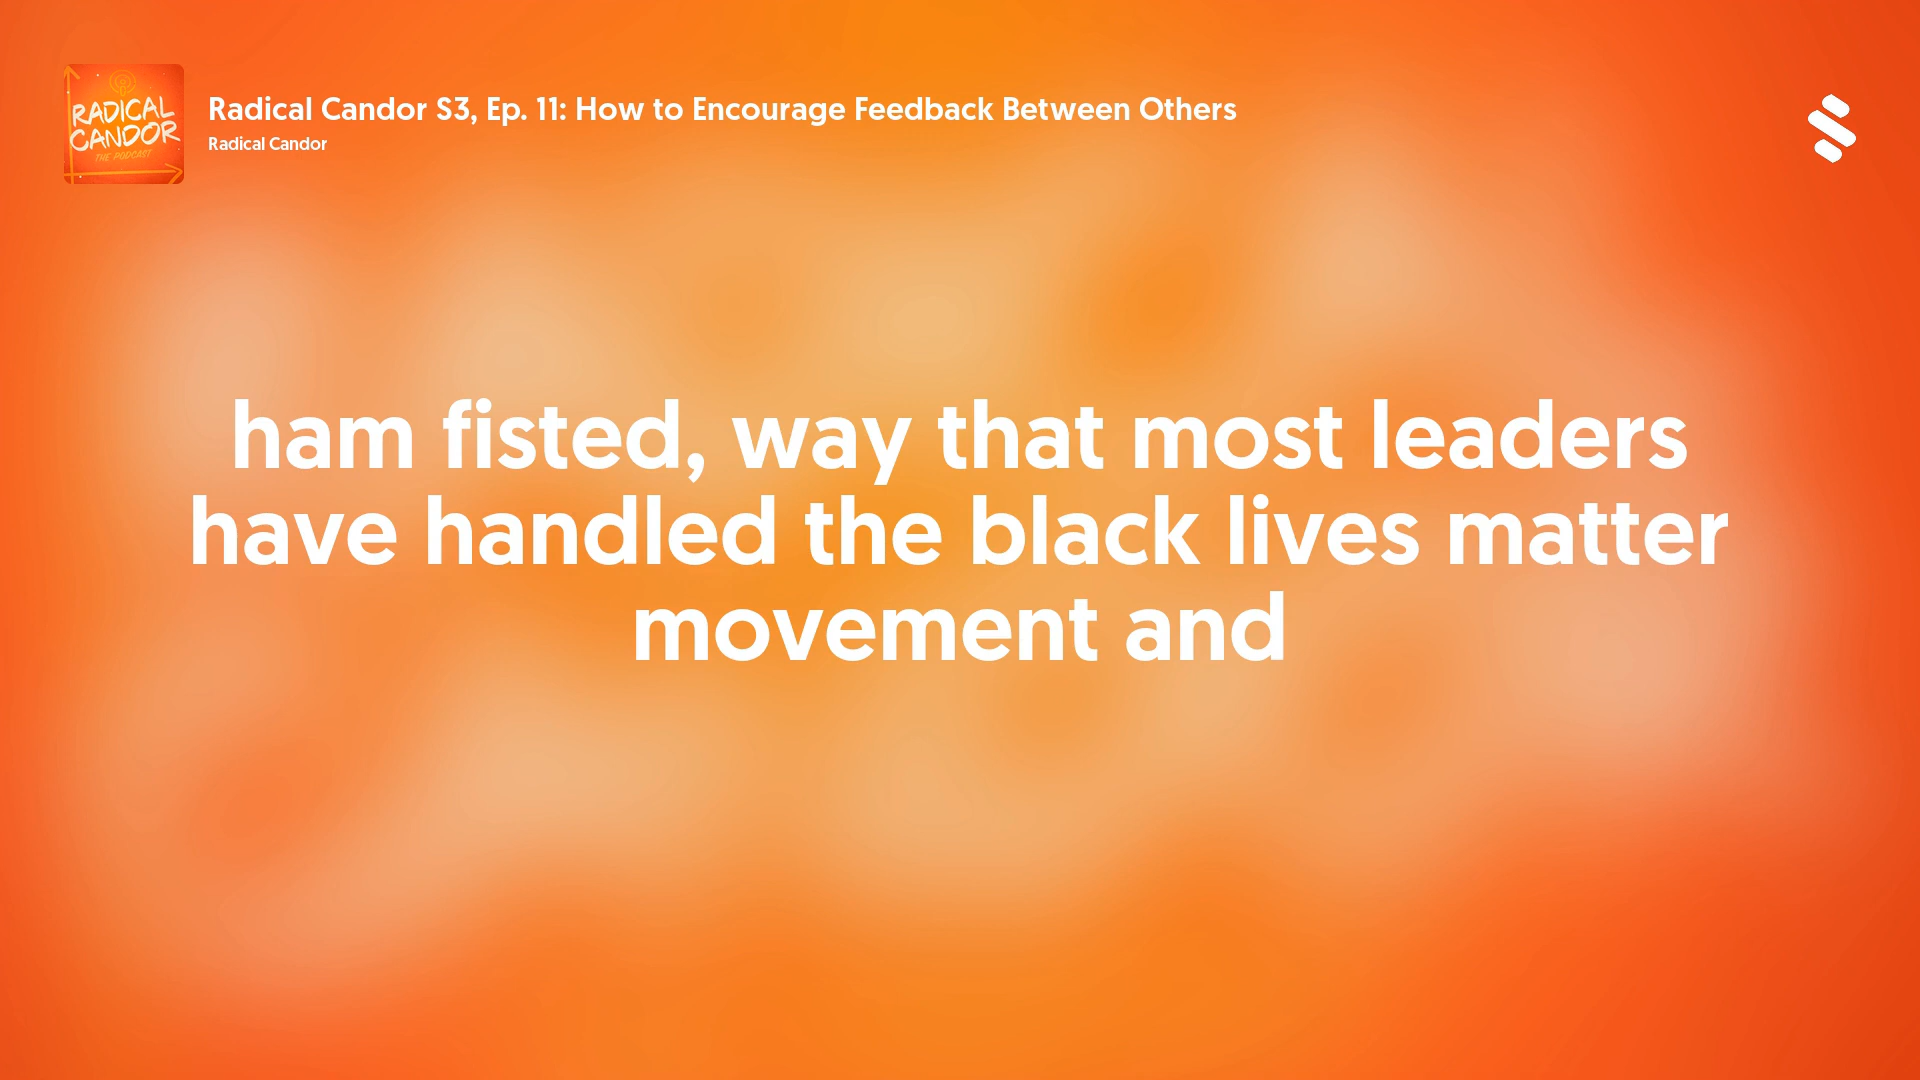 RADICAL
CANDOR
THE PODCAST
Radical Candor S3, Ep. 11: How to Encourage Feedback Between Others
Radical Candor
ham fisted, way that most leaders
have handled the black lives matter
movement and